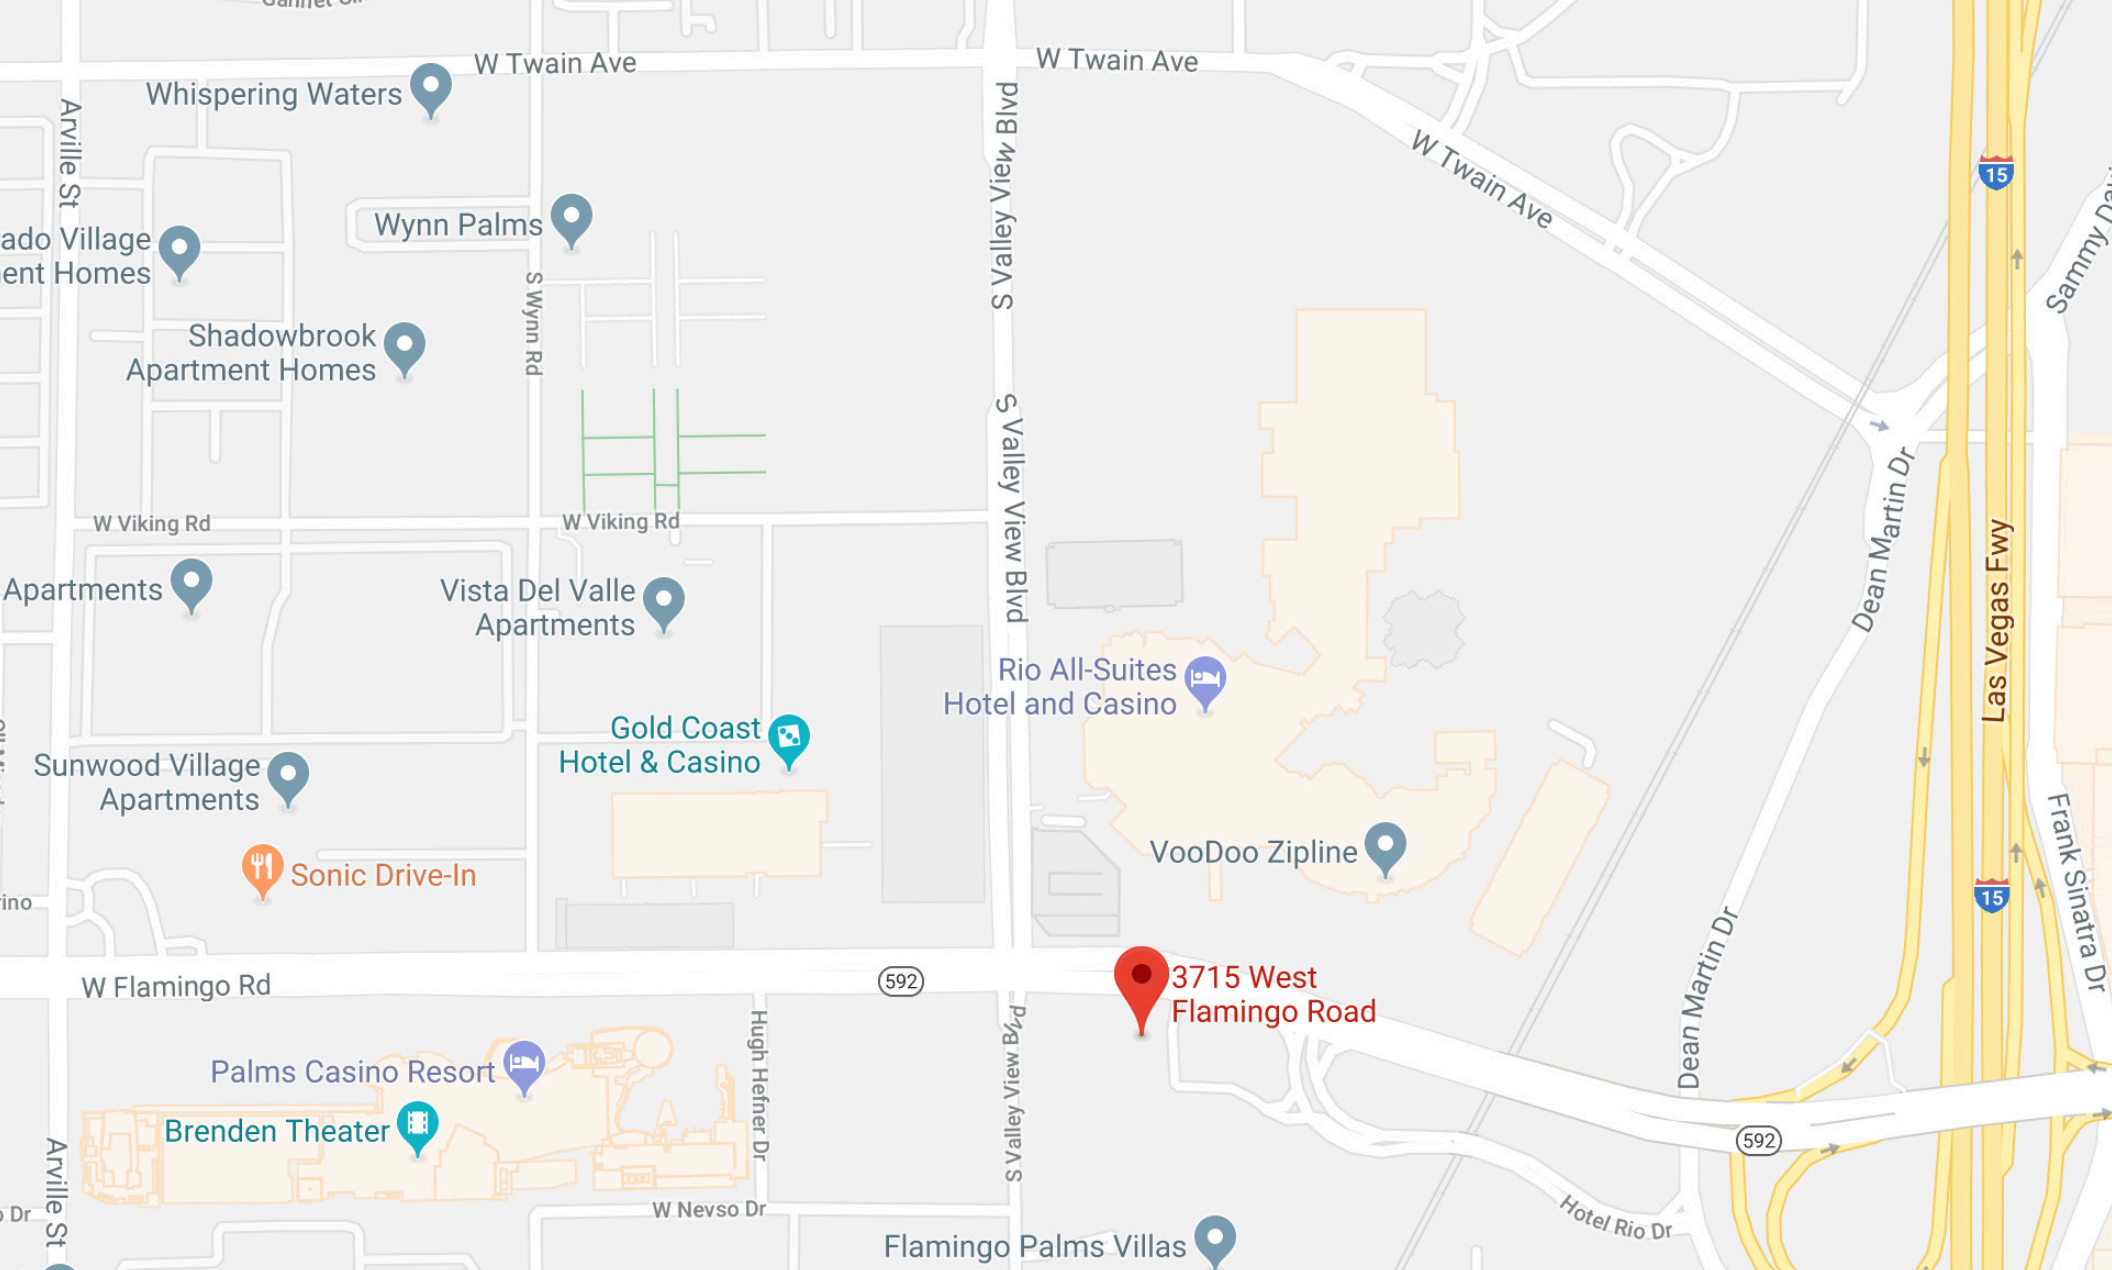 W Twain Ave
W Twain Ave
W Twain Ave
Whispering Waters
Arville St
S Valley View Blvd
15
Wynn Palms
ado Village
ent Homes
S Wynn Rd
Shadowbrook
Apartment Homes
S Valley View Blvd
Dean Martin Dr
W Viking Rd
W Viking Rd
Las Vegas Fwy
Apartments
Vista Del Valle
Apartments
Rio All-Suites
Hotel and Casino
Gold Coast
Hotel & Casino
Sunwood Village
Apartments
VooDoo Zipline
Sonic Drive-In
Frank Sinatra Dr
15
Dean Martin Dr
W Flamingo Rd
592
3715 West
Flamingo Road
Palms Casino Resort
Hugh Hefner Dr
S Valley View Blvd
Brenden Theater
592
Arville St
W Nevso Dr
Hotel Rio Dr
Dr
Flamingo Palms Villas